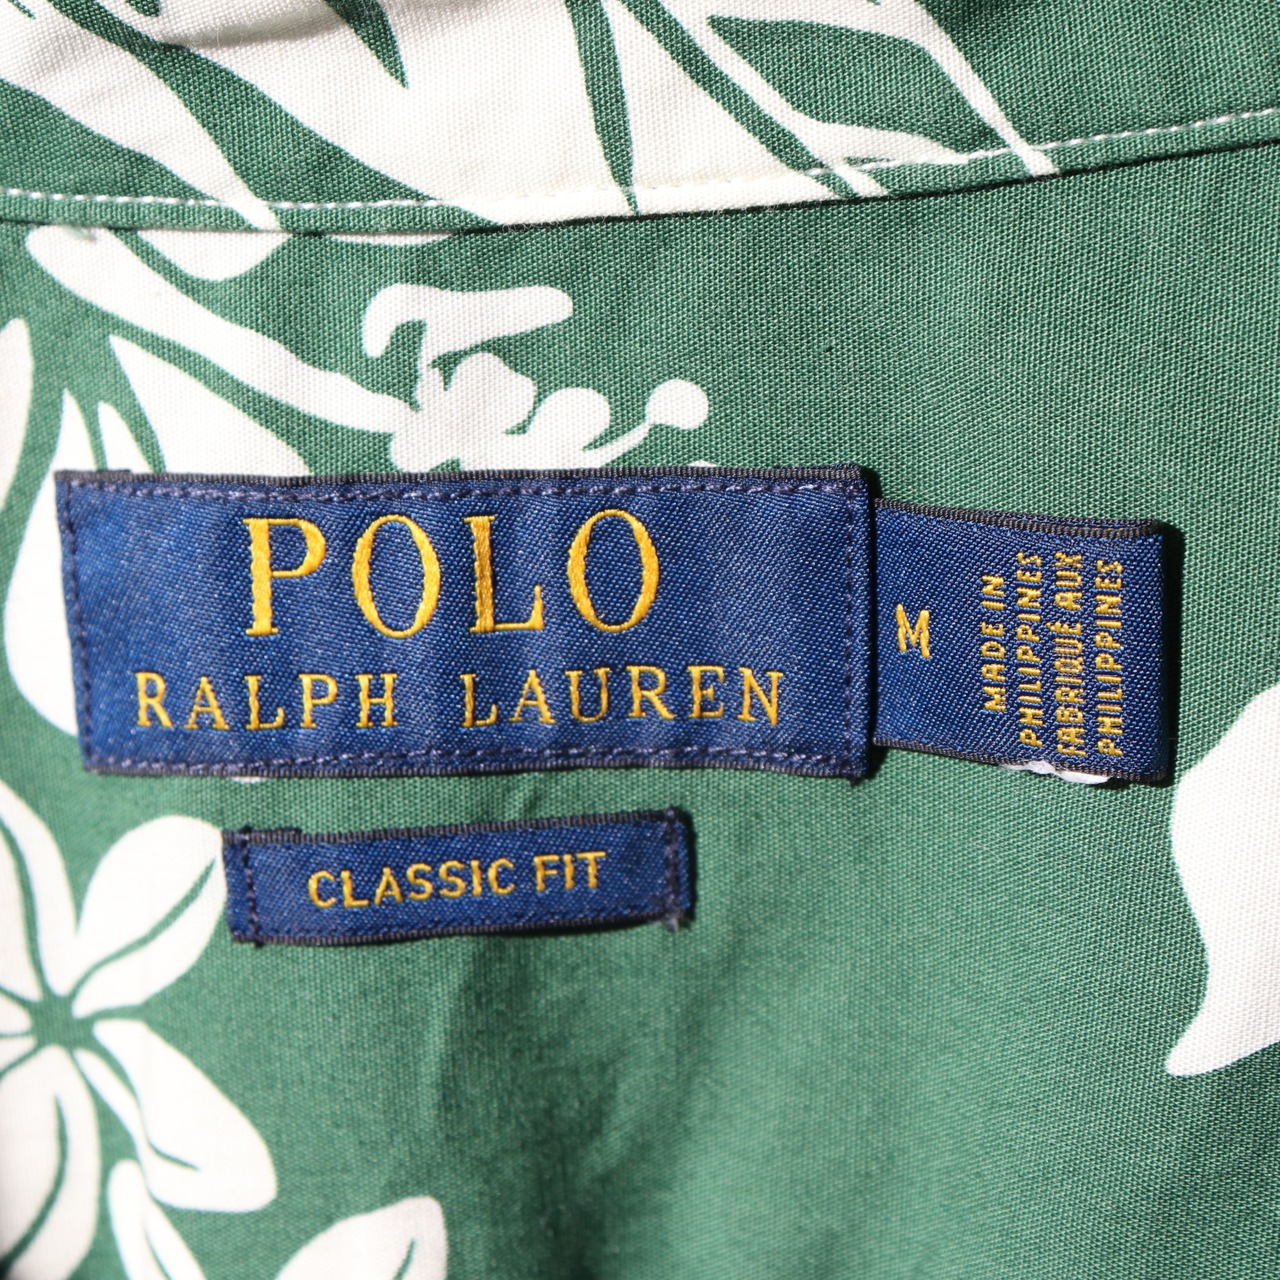 POLO
RALPH LAUREN
M
MADE IN
PHILIPPINES
FABRIQUÉ AUX
PHILIPPINES
CLASSIC FIT